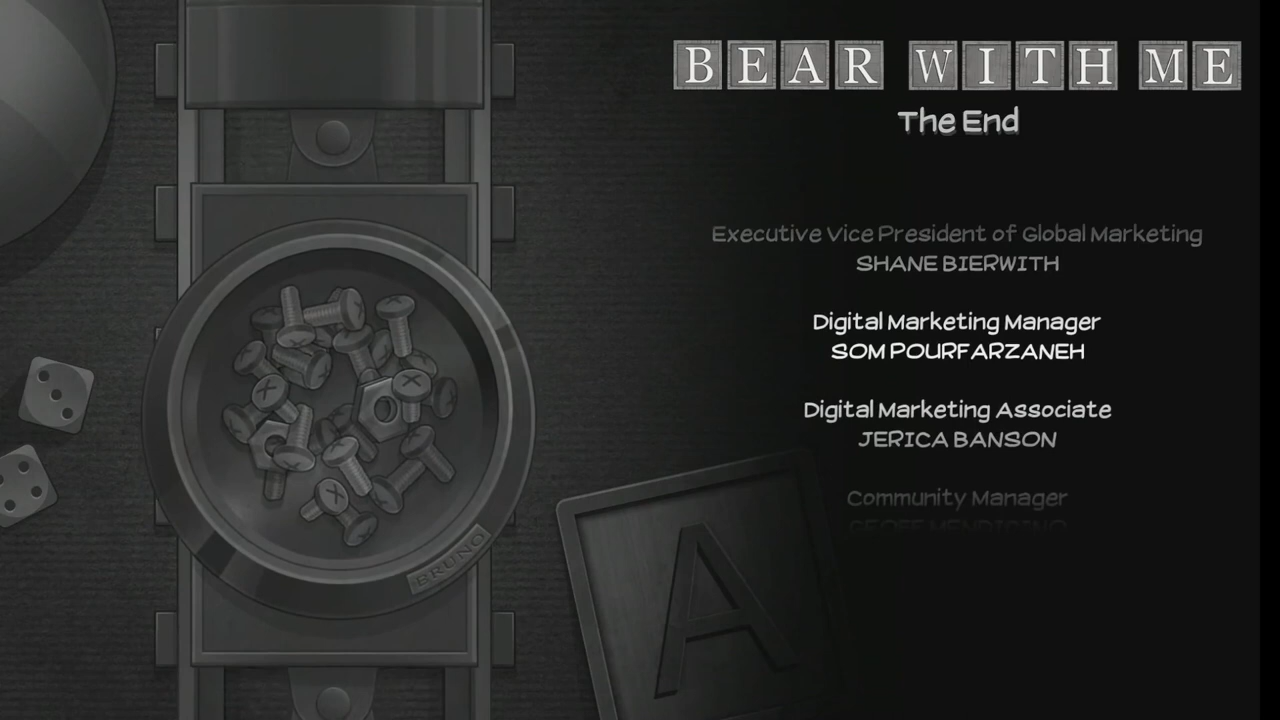 BEAR WITH ME
The End
Executive Vice President of Global Marketing
SHANE BIERWITH
Digital Marketing Manager
SOM POURFARZANEH
Digital Marketing Associate
JERICA BANSON
Community Manager
BRUNO
A